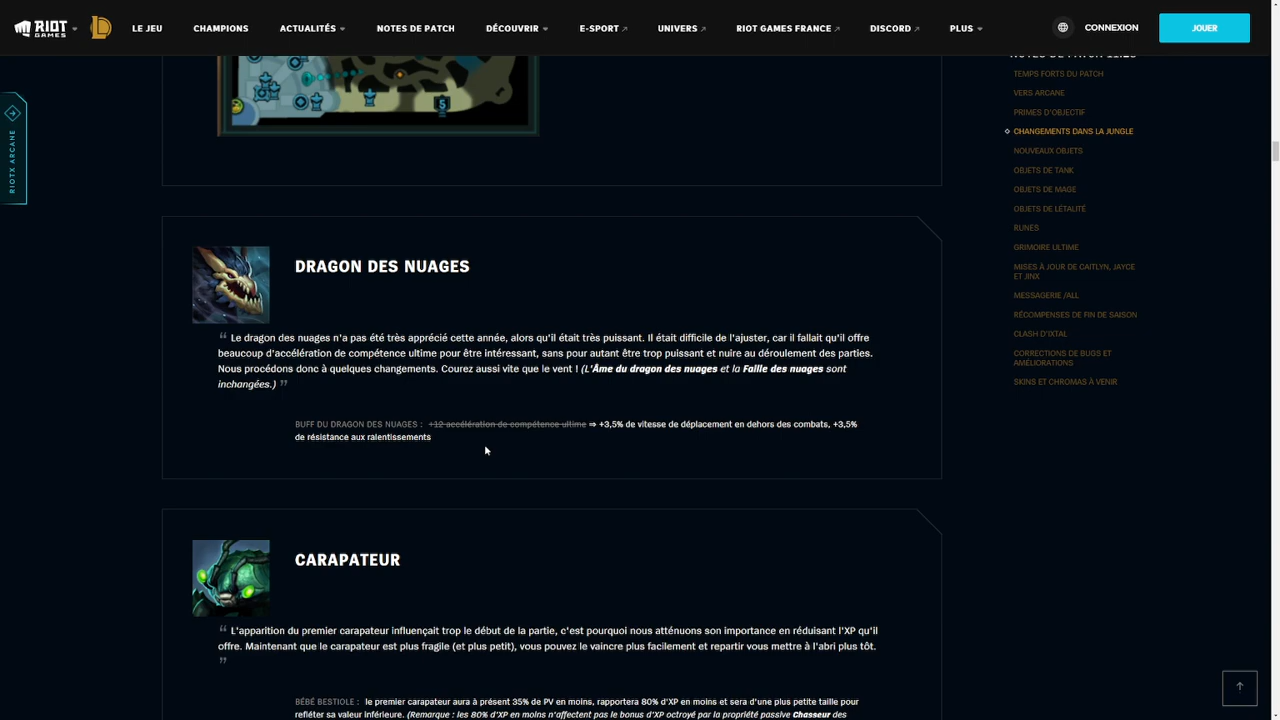 RIOT GAMES
LE JEU CHAMPIONS ACTUALITÉS NOTES DE PATCH DÉCOUVRIR E-SPORT UNIVERS RIOT GAMES FRANCE DISCORD PLUS CONNEXION JOUER
RIOTX ARCANE
5
TEMPS FORTS DU PATCH
VERS ARCANE
PRIMES D'OBJECTIF
CHANGEMENTS DANS LA JUNGLE
NOUVEAUX OBJETS
OBJETS DE TANK
OBJETS DE MAGE
OBJETS DE LÉTALITÉ
RUNES
GRIMOIRE ULTIME
MISES À JOUR DE CAITLYN, JAYCE
ET JINX
MESSAGERIE /ALL
RÉCOMPENSES DE FIN DE SAISON
CLASH D'IXTAL
CORRECTIONS DE BUGS ET
AMÉLIORATIONS
SKINS ET CHROMAS À VENIR
DRAGON DES NUAGES
" Le dragon des nuages n'a pas été très apprécié cette année, alors qu'il était très puissant. Il était difficile de l'ajuster, car il fallait qu'il offre
beaucoup d'accélération de compétence ultime pour être intéressant, sans pour autant être trop puissant et nuire au déroulement des parties.
Nous procédons donc à quelques changements. Courez aussi vite que le vent ! (L'Âme du dragon des nuages et la Faille des nuages sont
inchangées.) "
BUFF DU DRAGON DES NUAGES : +12 accélération de compétence ultime ⇒ +3,5% de vitesse de déplacement en dehors des combats, +3,5%
de résistance aux ralentissements
CARAPATEUR
" L'apparition du premier carapateur influençait trop le début de la partie, c'est pourquoi nous atténuons son importance en réduisant l'XP qu'il
offre. Maintenant que le carapateur est plus fragile (et plus petit), vous pouvez le vaincre plus facilement et repartir vous mettre à l'abri plus tôt.
"
BÉBÉ BESTIOLE : le premier carapateur aura à présent 35% de PV en moins, rapportera 80% d'XP en moins et sera d'une plus petite taille pour
refléter sa valeur inférieure. (Remarque : les 80% d'XP en moins n'affectent pas le bonus d'XP octroyé par la propriété passive Chasseur des